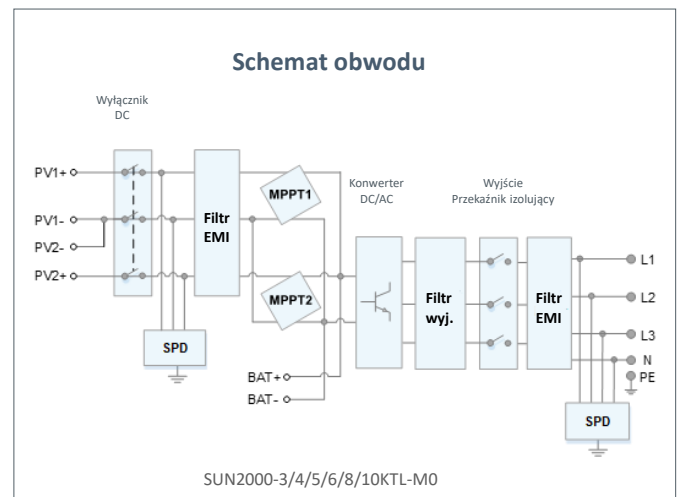 Schemat obwodu
Wyłącznik
DC
PV1+
PV1-
PV2-
PV2+
Filtr
EMI
MPPT1
MPPT2
SPD
BAT+
BAT-
Konwerter
DC/AC
Filtr
wyj.
Wyjście
Przekaźnik izolujący
Filtr
EMI
L1
L2
L3
N
PE
SPD
SUN2000-3/4/5/6/8/10KTL-M0